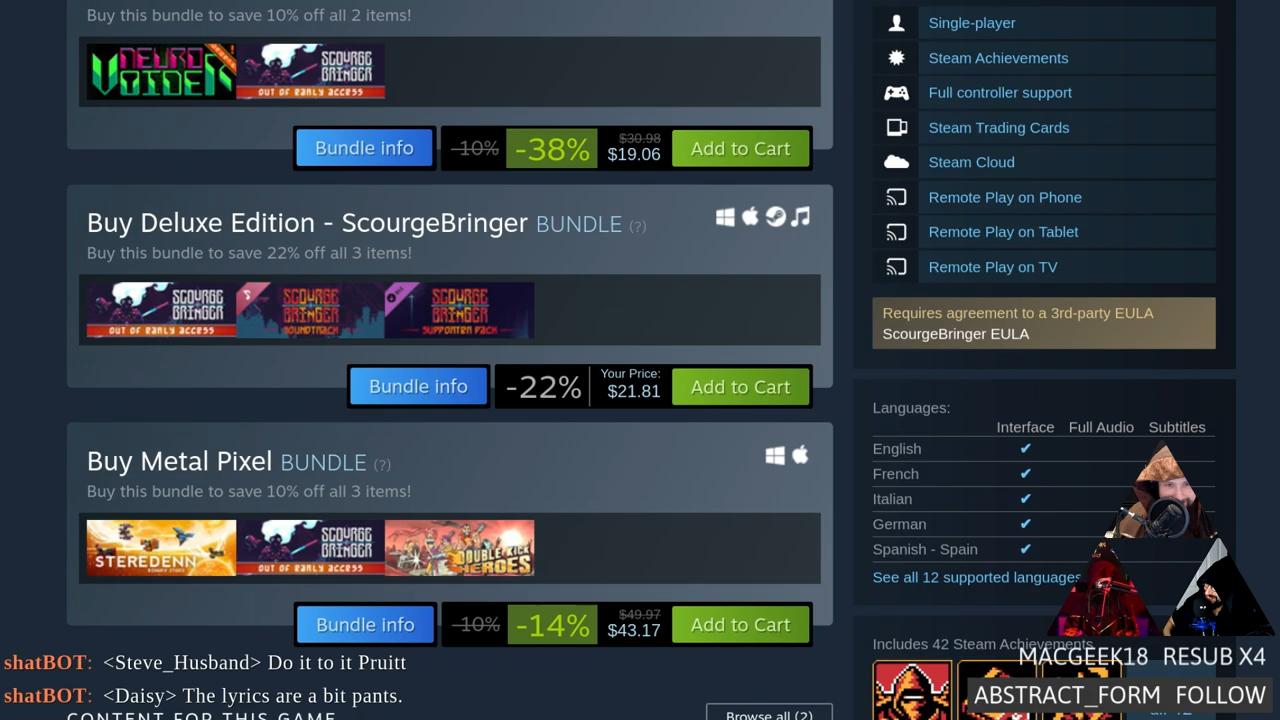 Buy this bundle to save 10% off all 2 items!
NEURO VOIDER
SCOURGE BRINGER
OUT OF EARLY ACCESS
Bundle info
-10% -38% $30.98 $19.06
Add to Cart
Buy Deluxe Edition - ScourgeBringer BUNDLE (?)
Buy this bundle to save 22% off all 3 items!
SCOURGE BRINGER
OUT OF EARLY ACCESS
SCOURGE BRINGER
SOUNDTRACK
SCOURGE BRINGER
SUPPORTER PACK
Bundle info
-22% Your Price: $21.81
Add to Cart
Buy Metal Pixel BUNDLE (?)
Buy this bundle to save 10% off all 3 items!
STEREDENN
SCOURGE BRINGER
OUT OF EARLY ACCESS
DOUBLE KICK HEROES
Bundle info
-10% -14% $49.97 $43.17
Add to Cart
shatBOT: <Steve_Husband> Do it to it Pruitt
shatBOT: <Daisy> The lyrics are a bit pants.
CONTENT FOR THIS GAME
Browse all (2)
Single-player
Steam Achievements
Full controller support
Steam Trading Cards
Steam Cloud
Remote Play on Phone
Remote Play on Tablet
Remote Play on TV
Requires agreement to a 3rd-party EULA
ScourgeBringer EULA
Languages:
Interface Full Audio Subtitles
English ✔
French ✔
Italian ✔
German ✔
Spanish - Spain ✔
See all 12 supported languages
Includes 42 Steam Achievements
MACGEEK18 RESUB X4
ABSTRACT_FORM FOLLOW